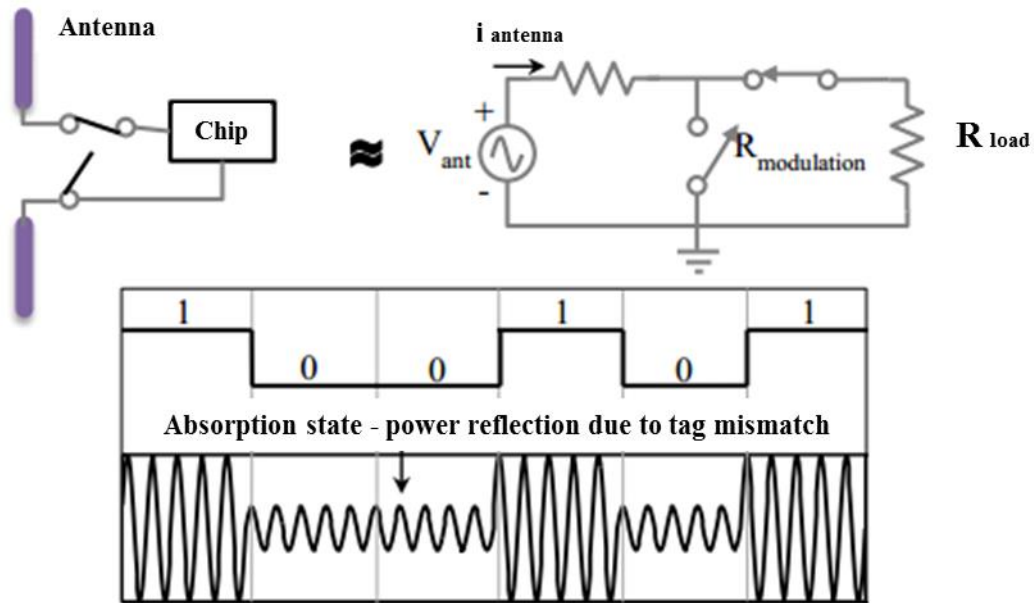 Antenna
Chip
≋
i antenna
+
V ant
-
R modulation
R load
1 0 0 1 0 1
Absorption state - power reflection due to tag mismatch